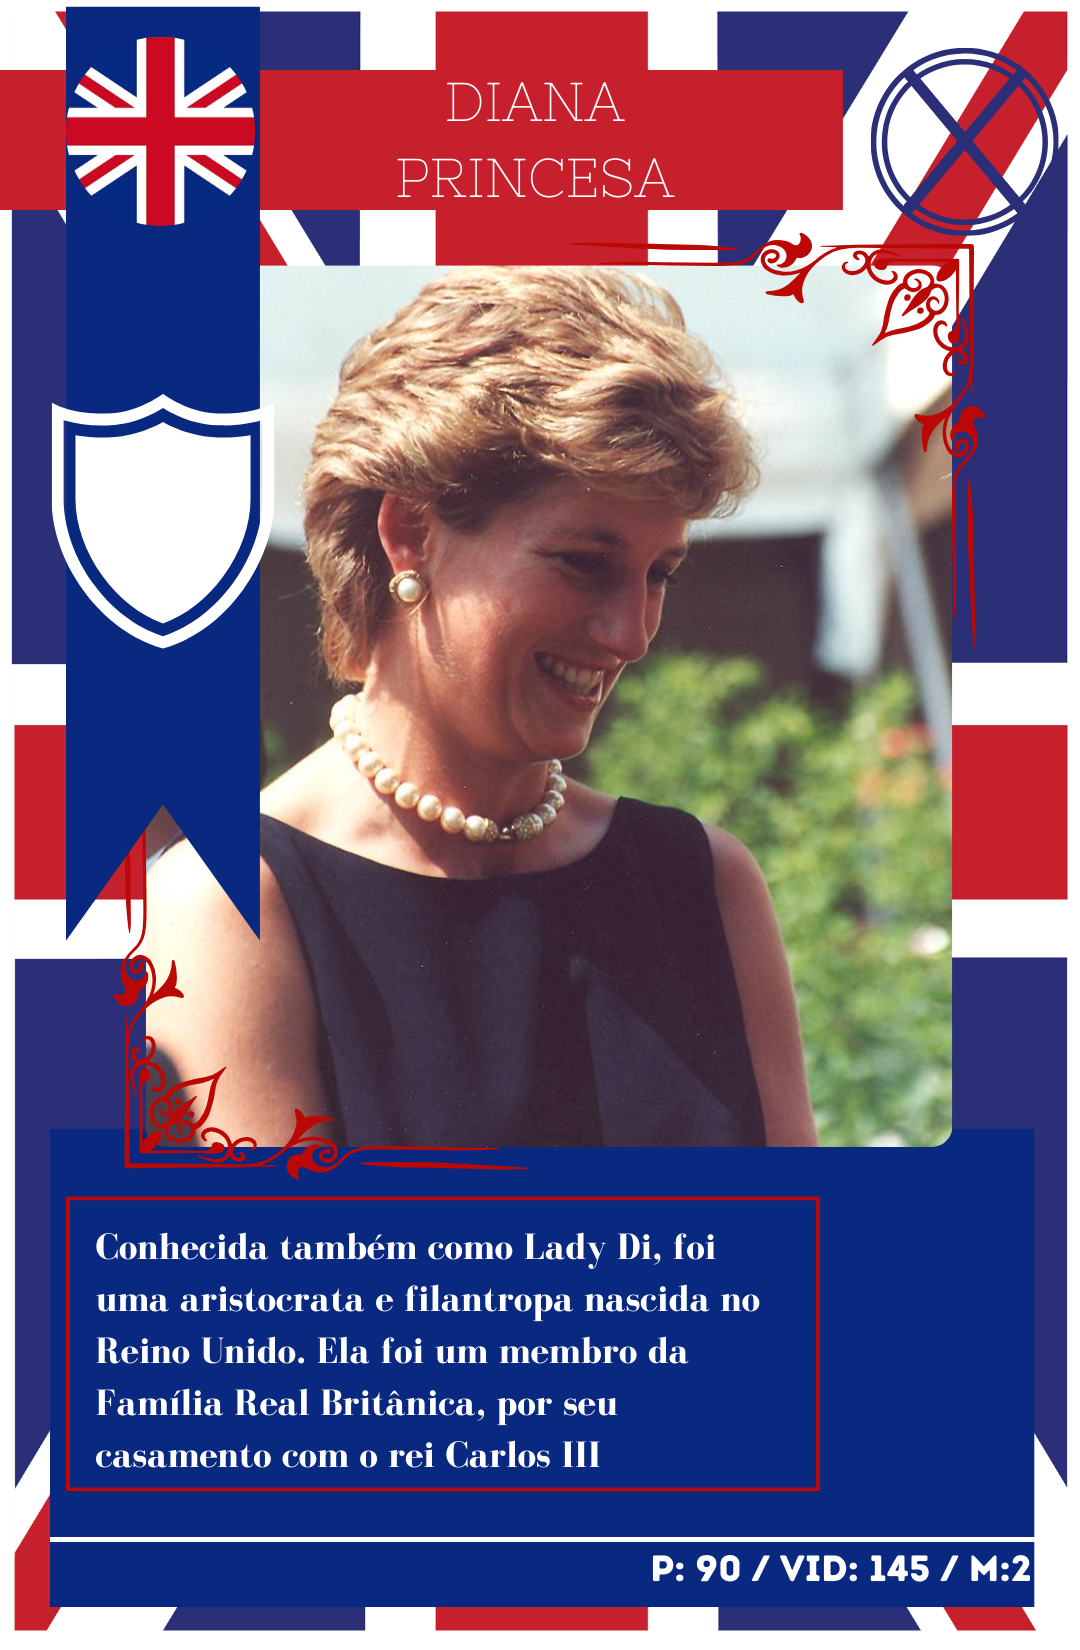 DIANA
PRINCESA
Conhecida também como Lady Di, foi
uma aristocrata e filantropa nascida no
Reino Unido. Ela foi um membro da
Família Real Britânica, por seu
casamento com o rei Carlos III
P: 90 / VID: 145 / M:2